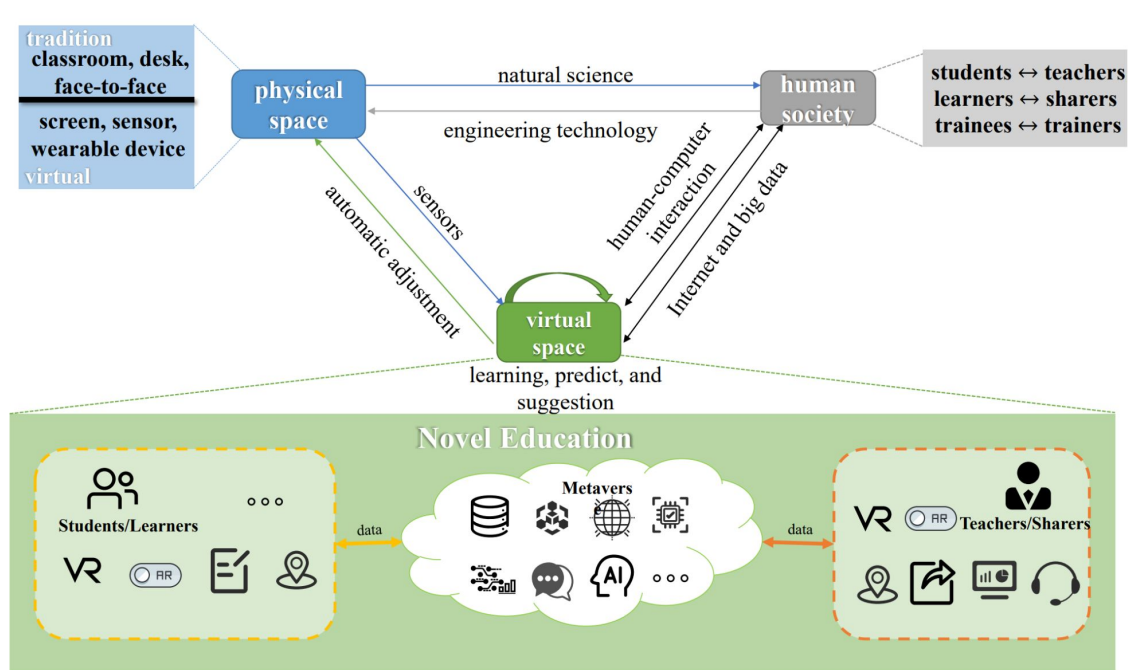 tradition
classroom, desk,
face-to-face
screen, sensor,
wearable device
virtual
physical
space
natural science
engineering technology
human
society
students ↔ teachers
learners ↔ sharers
trainees ↔ trainers
sensors
automatic adjustment
human-computer
interaction
Internet and big data
virtual
space
learning, predict, and
suggestion
Novel Education
Students/Learners
VR
AR
data
Metavers
e
AI
data
VR
AR
Teachers/Sharers